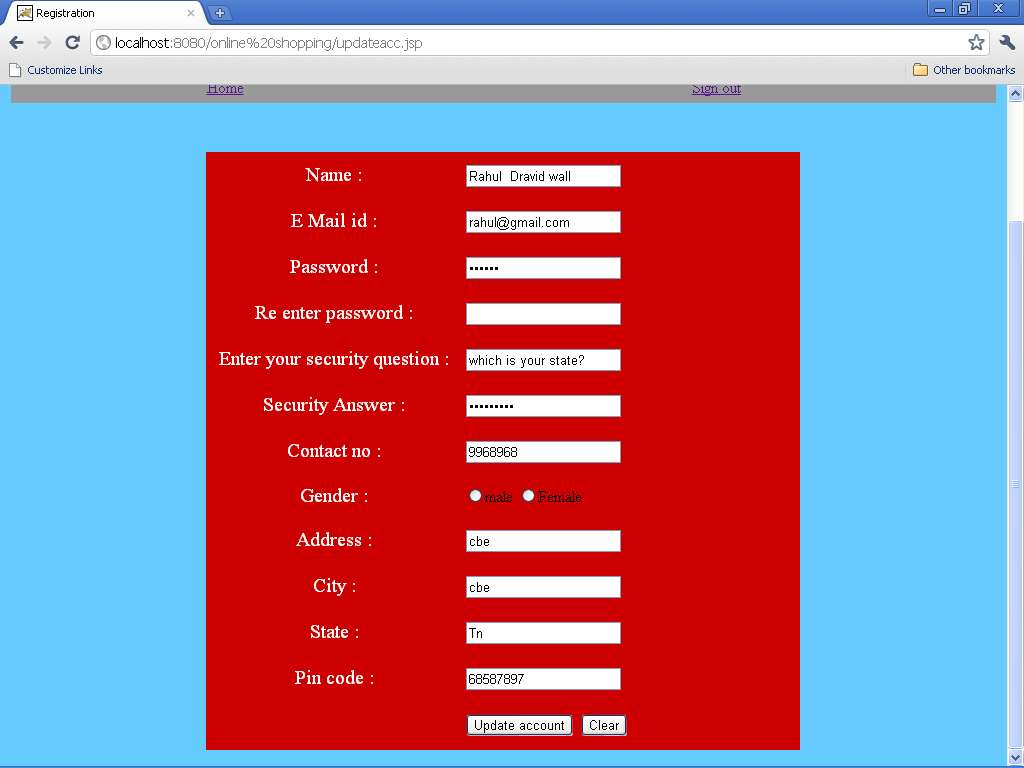 Registration
localhost:8080/online%20shopping/updateacc.jsp
Customize Links Other bookmarks
Home Sign out
Name : Rahul  Dravid wall
E Mail id : rahul@gmail.com
Password : ••••••
Re enter password :
Enter your security question : which is your state?
Security Answer : •••••••••
Contact no : 9968968
Gender : male Female
Address : cbe
City : cbe
State : Tn
Pin code : 68587897
Update account Clear